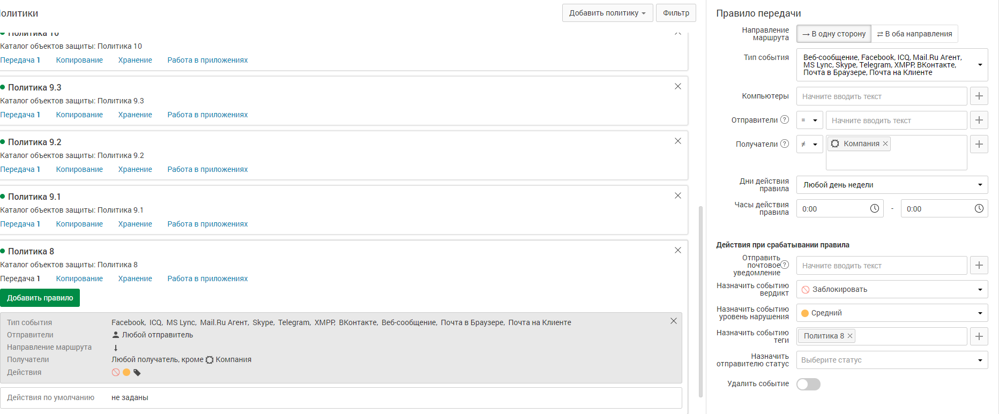 Политики
Добавить политику
Фильтр
Политика 10
Каталог объектов защиты: Политика 10
Передача 1 Копирование Хранение Работа в приложениях
Политика 9.3
Каталог объектов защиты: Политика 9.3
Передача 1 Копирование Хранение Работа в приложениях
Политика 9.2
Каталог объектов защиты: Политика 9.2
Передача 1 Копирование Хранение Работа в приложениях
Политика 9.1
Каталог объектов защиты: Политика 9.1
Передача 1 Копирование Хранение Работа в приложениях
Политика 8
Каталог объектов защиты: Политика 8
Передача 1 Копирование Хранение Работа в приложениях
Добавить правило
Тип события Facebook, ICQ, MS Lync, Mail.Ru Агент, Skype, Telegram, XMPP, ВКонтакте, Веб-сообщение, Почта в Браузере, Почта на Клиенте
Отправители Любой отправитель
Направление маршрута ↓
Получатели Любой получатель, кроме Компания
Действия
Действия по умолчанию не заданы
Правило передачи
Направление
маршрута
→ В одну сторону ⇄ В оба направления
Тип события
Веб-сообщение, Facebook, ICQ, Mail.Ru Агент,
MS Lync, Skype, Telegram, XMPP, ВКонтакте,
Почта в Браузере, Почта на Клиенте
Компьютеры Начните вводить текст +
Отправители ? = Начните вводить текст +
Получатели ? ≠ Компания × +
Дни действия
правила
Любой день недели
Часы действия
правила
0:00 - 0:00
Действия при срабатывании правила
Отправить
почтовое ?
уведомление
Начните вводить текст +
Назначить событию
вердикт
Заблокировать
Назначить событию
уровень нарушения
Средний
Назначить событию
теги
Политика 8 × +
Назначить
отправителю статус
Выберите статус
Удалить событие